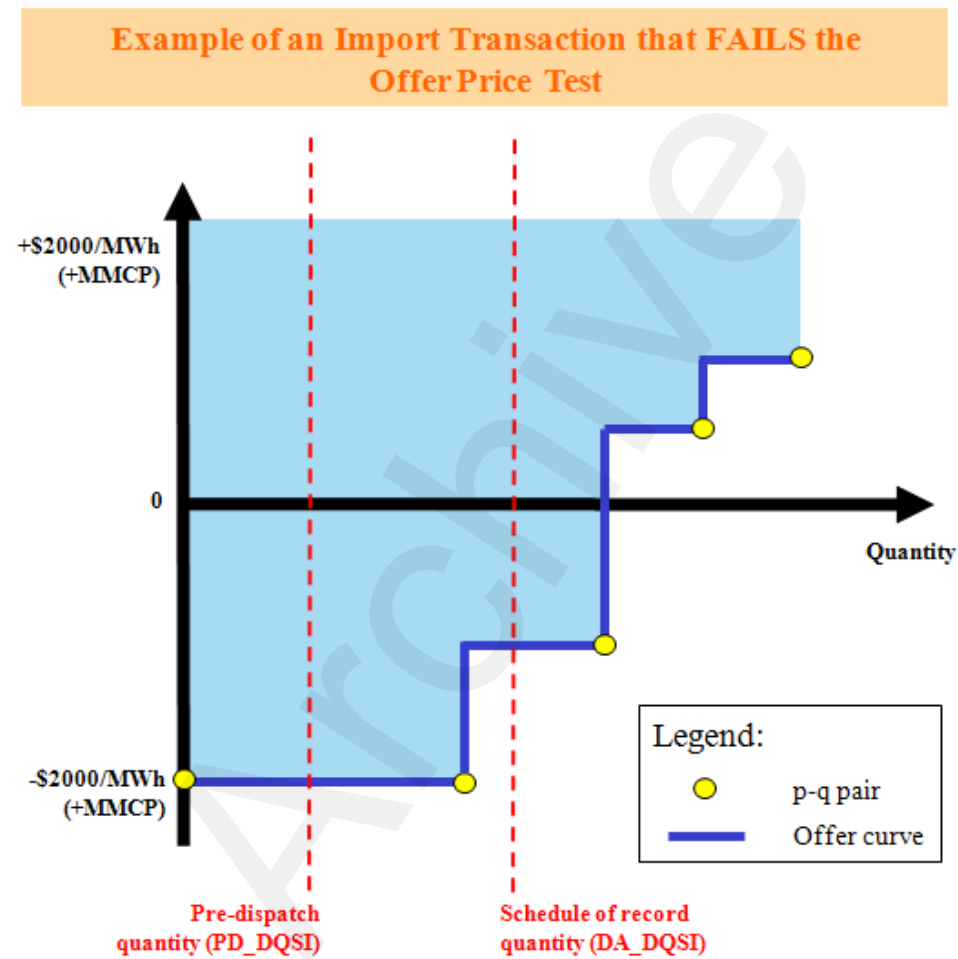 Example of an Import Transaction that FAILS the
Offer Price Test
+$2000/MWh
(+MMCP)
0
Quantity
-$2000/MWh
(+MMCP)
Legend:
p-q pair
Offer curve
Pre-dispatch
quantity (PD_DQSI)
Schedule of record
quantity (DA_DQSI)
Archive